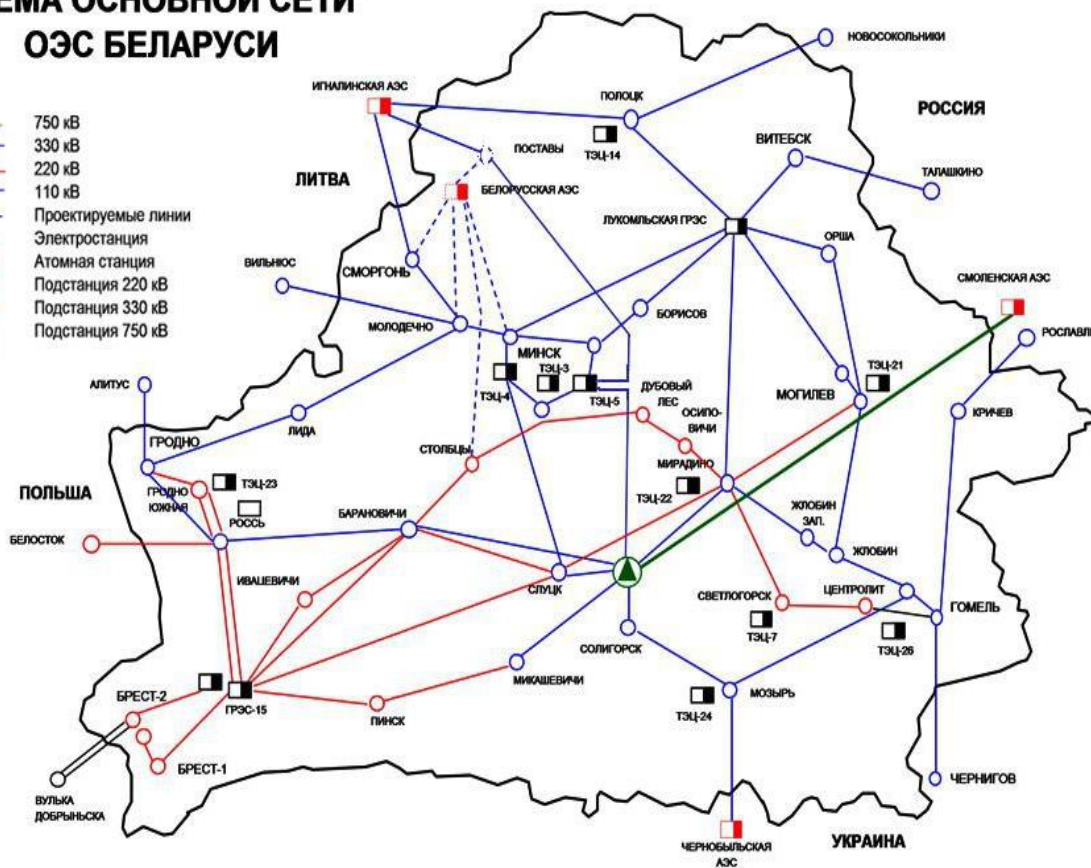 ЕМА ОСНОВНОЙ СЕТИ
ОЭС БЕЛАРУСИ
750 кВ
330 кВ
220 кВ
110 кВ
Проектируемые линии
Электростанция
Атомная станция
Подстанция 220 кВ
Подстанция 330 кВ
Подстанция 750 кВ
НОВОСОКОЛЬНИКИ
ИГНАЛИНСКАЯ АЭС
ПОЛОЦК
РОССИЯ
ТЭЦ-14
ВИТЕБСК
ПОСТАВЫ
ТАЛАШКИНО
ЛИТВА
БЕЛОРУССКАЯ АЭС
ЛУКОМЛЬСКАЯ ГРЭС
ОРША
ВИЛЬНЮС
СМОРГОНЬ
СМОЛЕНСКАЯ АЭС
БОРИСОВ
МОЛОДЕЧНО
РОСЛАВЛ
МИНСК
ТЭЦ-3
ТЭЦ-21
АЛИТУС
ТЭЦ-4
ТЭЦ-5
ДУБОВЫЙ
ЛЕС
МОГИЛЕВ
КРИЧЕВ
ОСИПО-
ВИЧИ
ГРОДНО
ЛИДА
СТОЛБЦЫ
МИРАДИНО
ТЭЦ-23
ТЭЦ-22
ПОЛЬША
ГРОДНО
ЮЖНАЯ
РОССЬ
БАРАНОВИЧИ
ЖЛОБИН
ЗАП.
БЕЛОСТОК
ЖЛОБИН
ИВАЦЕВИЧИ
СЛУЦК
СВЕТЛОГОРСК
ЦЕНТРОЛИТ
ГОМЕЛЬ
ТЭЦ-7
СОЛИГОРСК
ТЭЦ-26
МИКАШЕВИЧИ
БРЕСТ-2
ТЭЦ-24
МОЗЫРЬ
ГРЭС-15
ПИНСК
БРЕСТ-1
ЧЕРНИГОВ
ВУЛЬКА
ДОБРЫНЬСКА
УКРАИНА
ЧЕРНОБЫЛЬСКАЯ
АЭС